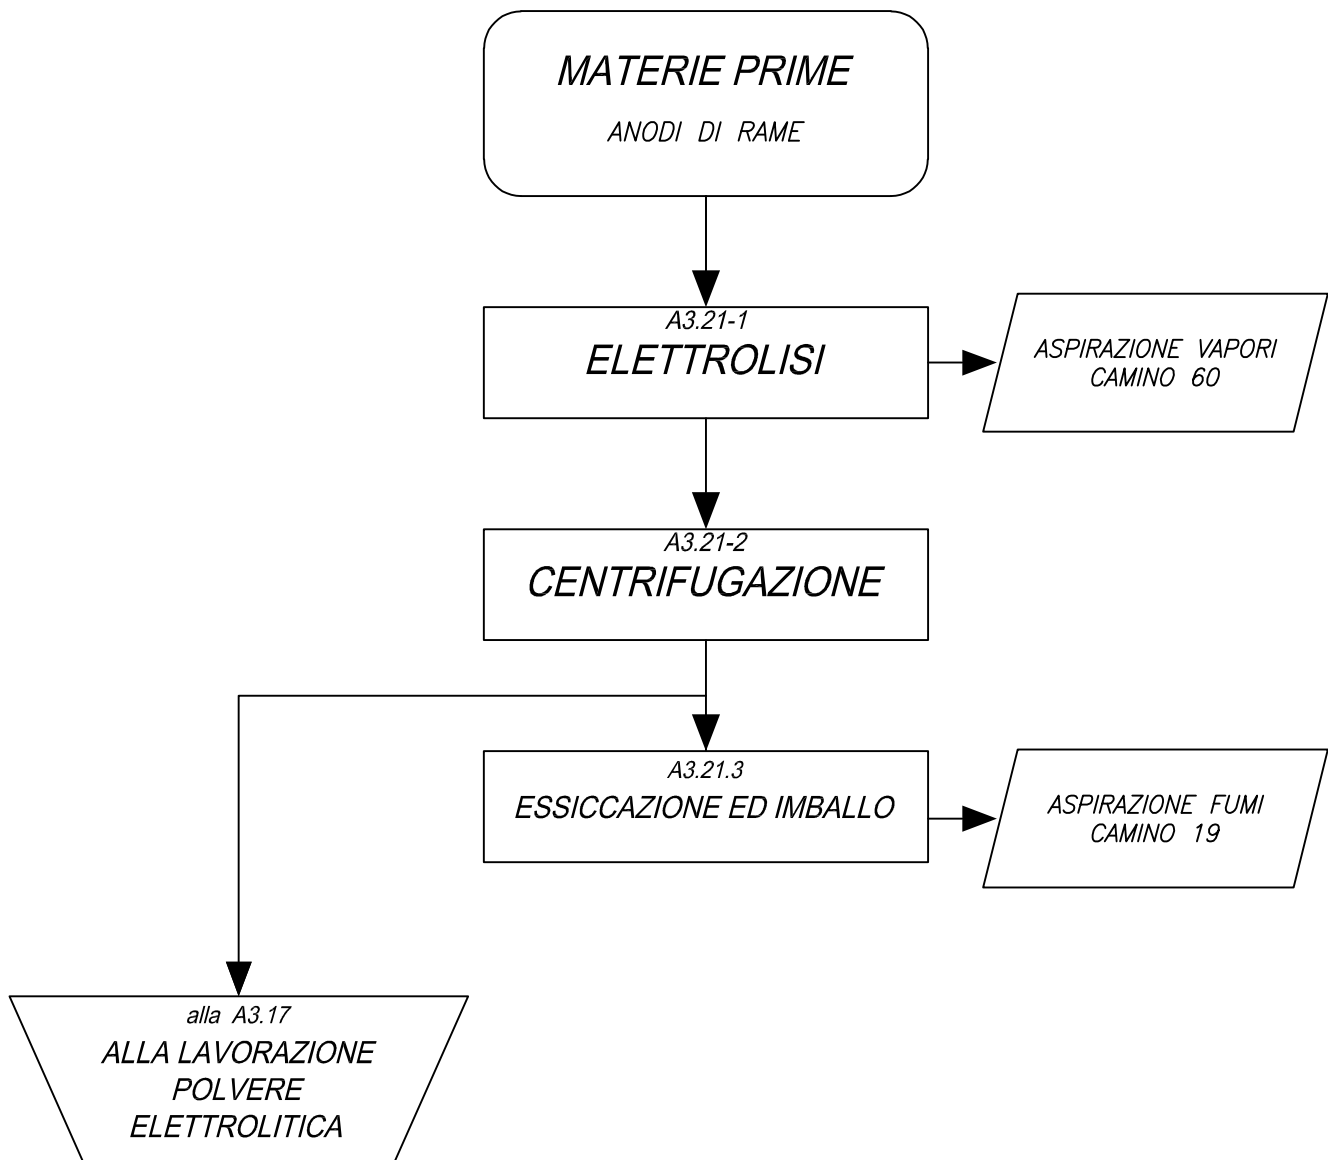 MATERIE PRIME
ANODI DI RAME
A3.21-1
ELETTROLISI
ASPIRAZIONE VAPORI
CAMINO 60
A3.21-2
CENTRIFUGAZIONE
A3.21.3
ESSICCAZIONE ED IMBALLO
ASPIRAZIONE FUMI
CAMINO 19
alla A3.17
ALLA LAVORAZIONE
POLVERE
ELETTROLITICA